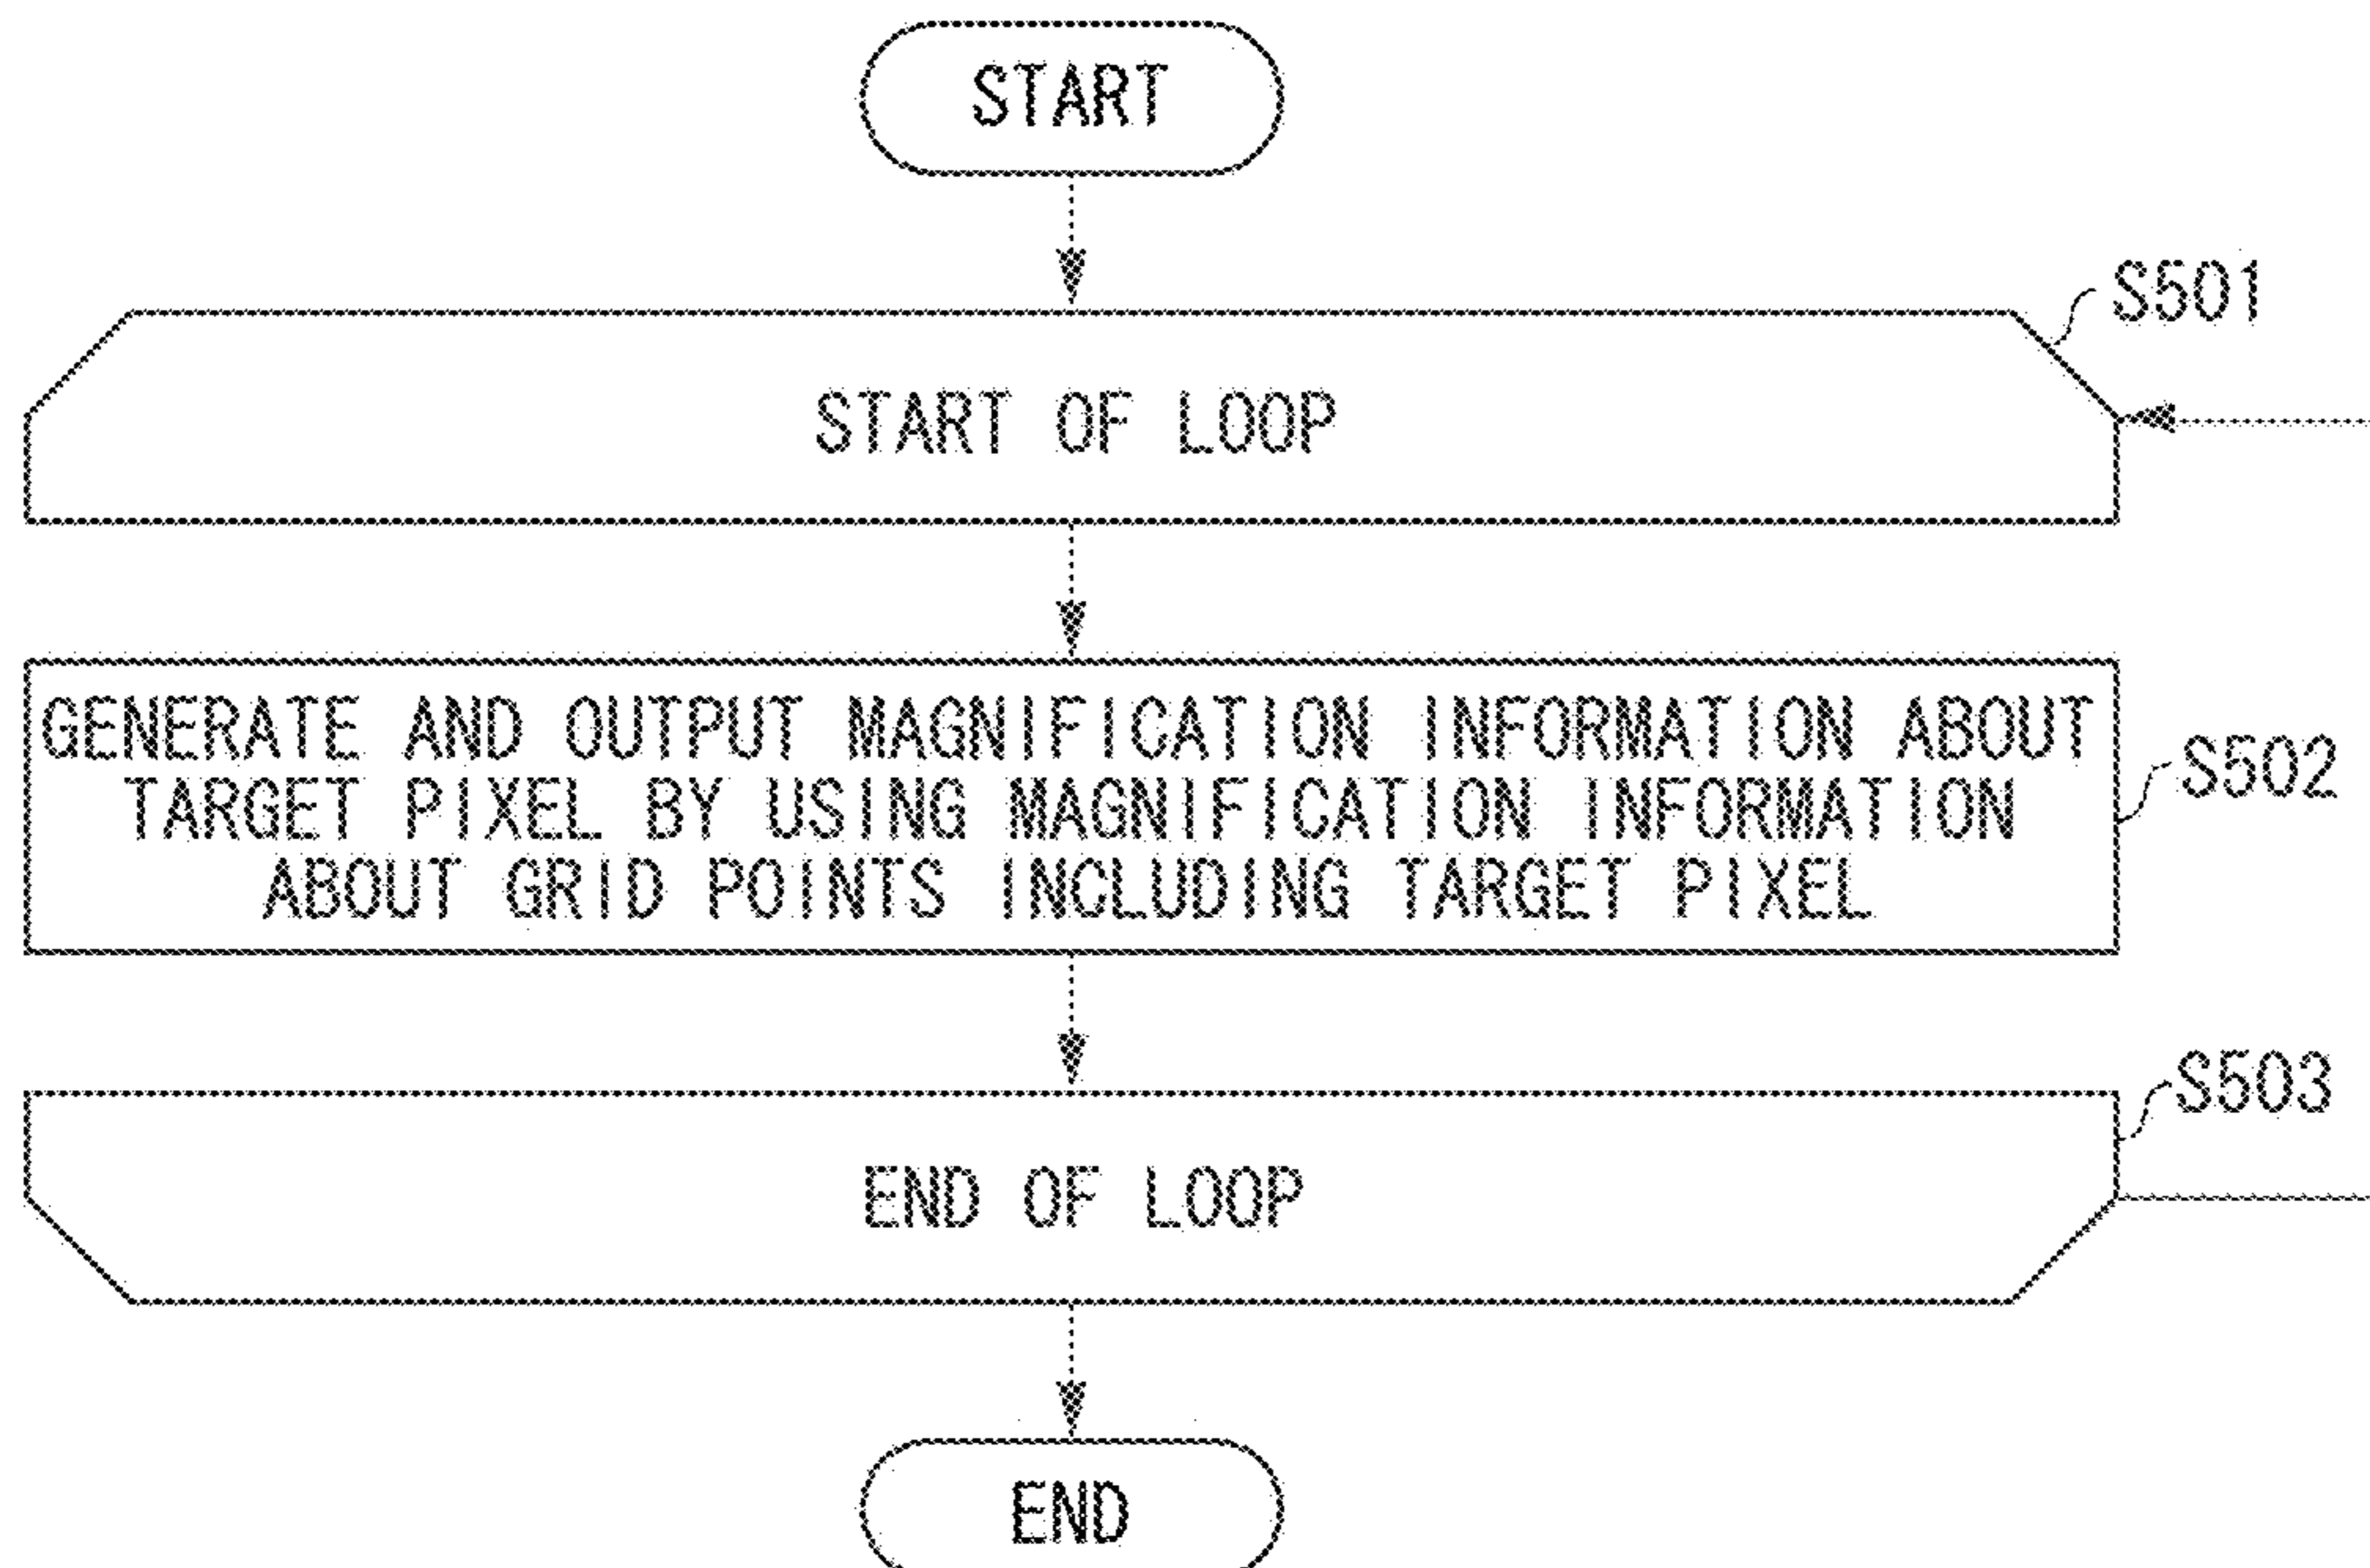 START
S501
START OF LOOP
GENERATE AND OUTPUT MAGNIFICATION INFORMATION ABOUT
TARGET PIXEL BY USING MAGNIFICATION INFORMATION
ABOUT GRID POINTS INCLUDING TARGET PIXEL
S502
S503
END OF LOOP
END